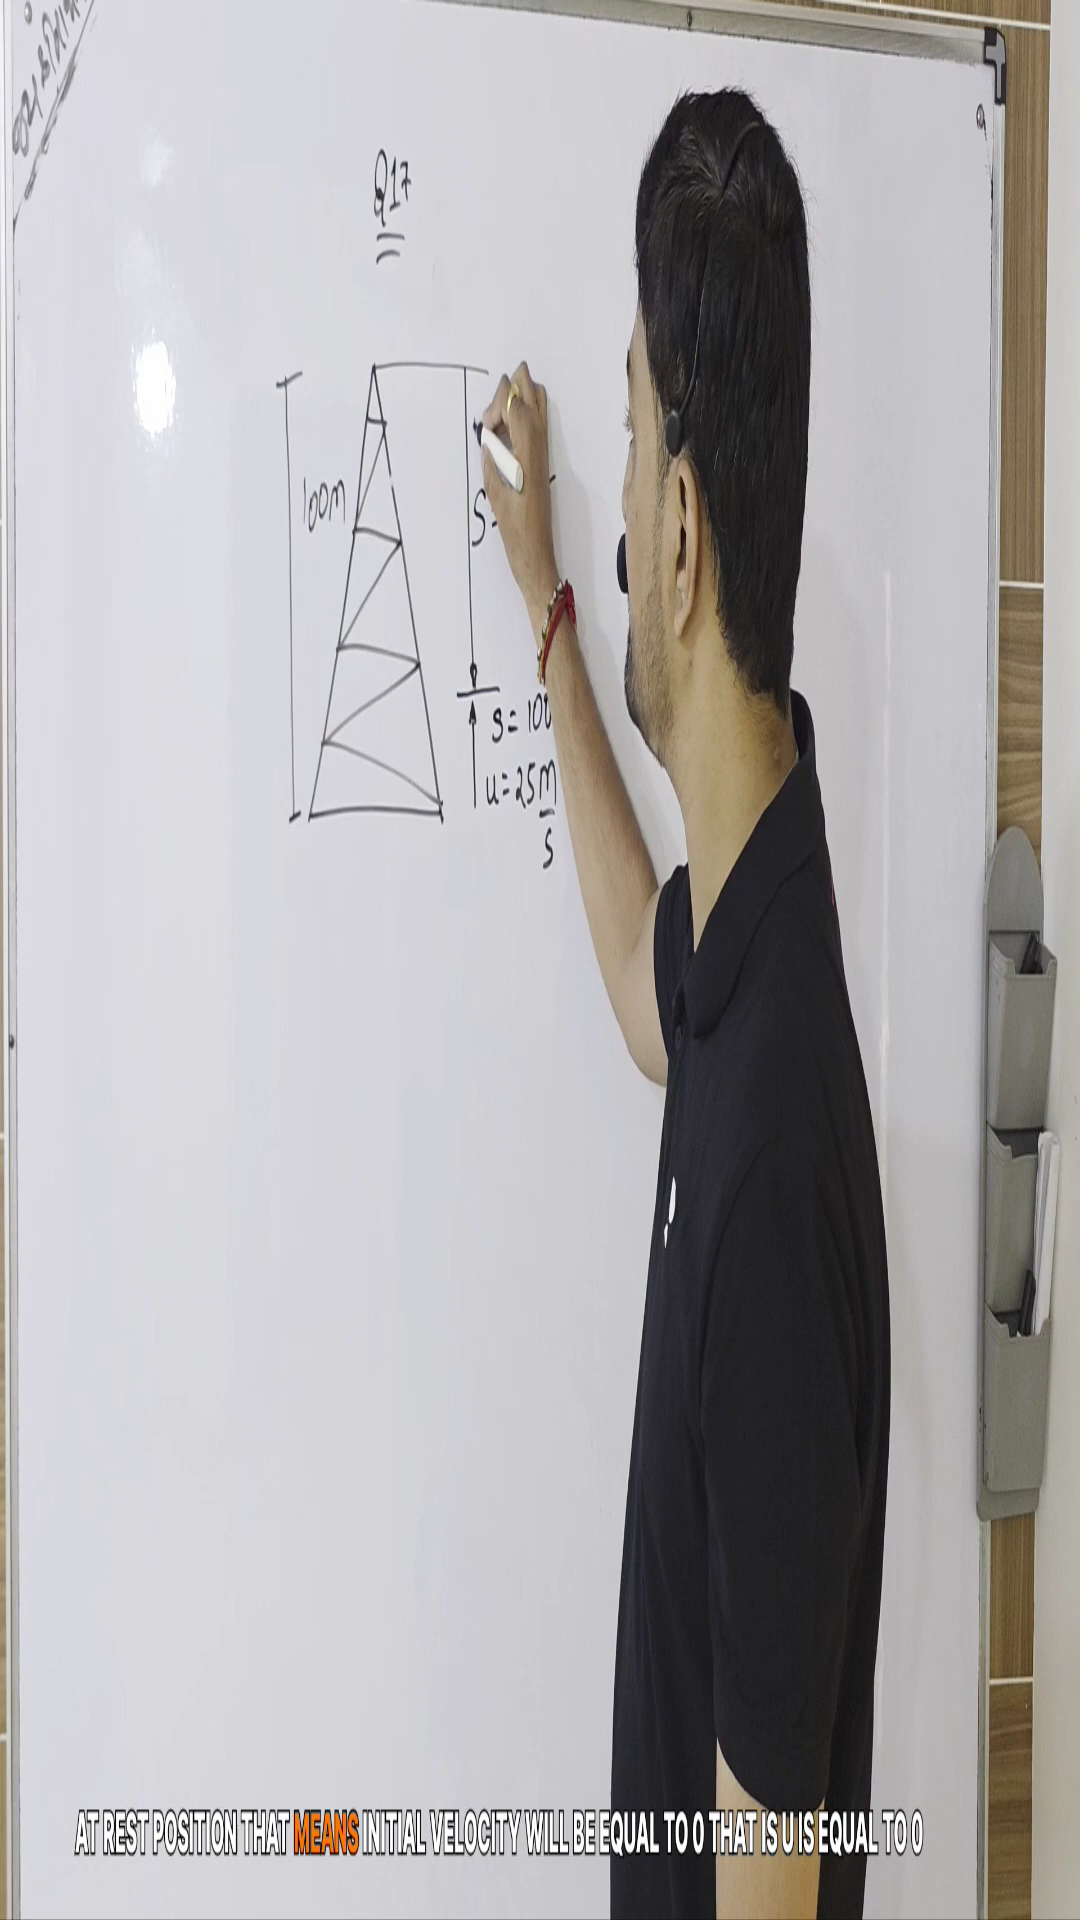 Q17
100m
S=
S = 100
u = 25 m
s
AT REST POSITION THAT MEANS INITIAL VELOCITY WILL BE EQUAL TO 0 THAT IS U IS EQUAL TO 0